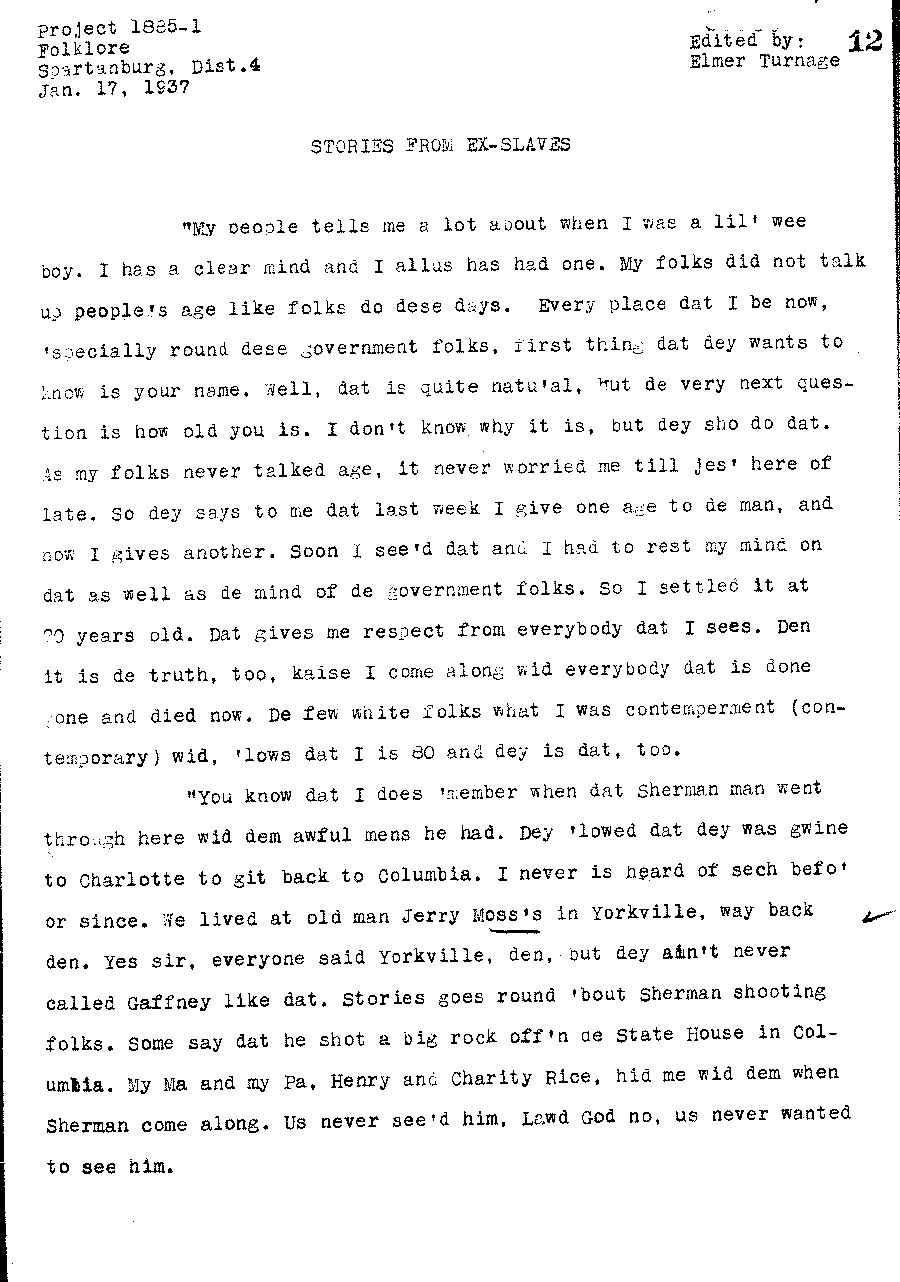 Project 1885-1
Folklore
Spartanburg, Dist.4
Jan. 17, 1937
Edited by:
Elmer Turnage
12
STORIES FROM EX-SLAVES
"My people tells me a lot about when I was a lil' wee
boy. I has a clear mind and I allus has had one. My folks did not talk
up people's age like folks do dese days. Every place dat I be now,
'specially round dese government folks, first thing dat dey wants to
know is your name. Well, dat is quite natu'al, but de very next ques-
tion is how old you is. I don't know why it is, but dey sho do dat.
As my folks never talked age, it never worried me till jes' here of
late. So dey says to me dat last week I give one age to de man, and
now I gives another. Soon I see'd dat and I had to rest my mind on
dat as well as de mind of de government folks. So I settled it at
years old. Dat gives me respect from everybody dat I sees. Den
it is de truth, too, kaise I come along wid everybody dat is done
gone and died now. De few white folks what I was contemperment (con-
temporary) wid, 'lows dat I is 80 and dey is dat, too.
"You know dat I does 'member when dat Sherman man went
through here wid dem awful mens he had. Dey 'lowed dat dey was gwine
to Charlotte to git back to Columbia. I never is heard of sech befo'
or since. We lived at old man Jerry Moss's in Yorkville, way back
den. Yes sir, everyone said Yorkville, den, but dey ain't never
called Gaffney like dat. Stories goes round 'bout Sherman shooting
folks. Some say dat he shot a big rock off'n de State House in Col-
umbia. My Ma and my Pa, Henry and Charity Rice, hid me wid dem when
Sherman come along. Us never see'd him, Lawd God no, us never wanted
to see him.